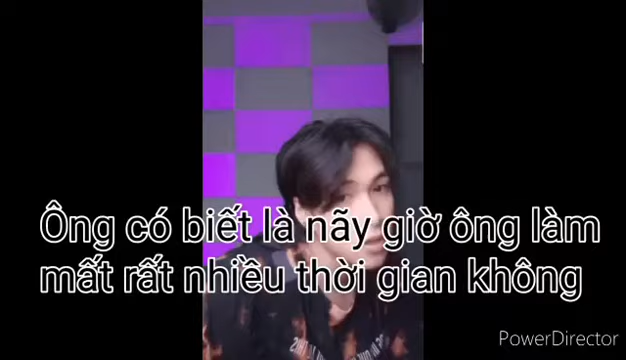 Ông có biết là nãy giờ ông làm
mất rất nhiều thời gian không
PowerDirector